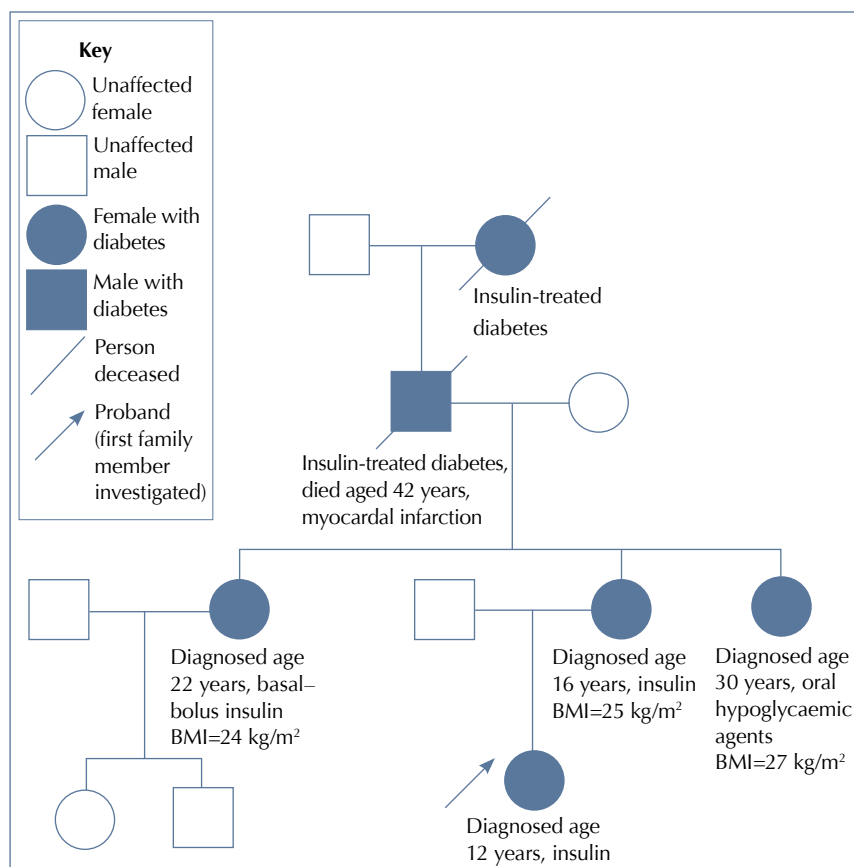 Key
Unaffected
female
Unaffected
male
Female with
diabetes
Male with
diabetes
Person
deceased
Proband
(first family
member
investigated)
Insulin-treated
diabetes
Insulin-treated diabetes,
died aged 42 years,
myocardal infarction
Diagnosed age
22 years, basal–
bolus insulin
BMI=24 kg/m²
Diagnosed age
16 years, insulin
BMI=25 kg/m²
Diagnosed age
30 years, oral
hypoglycaemic
agents
BMI=27 kg/m²
Diagnosed age
12 years, insulin